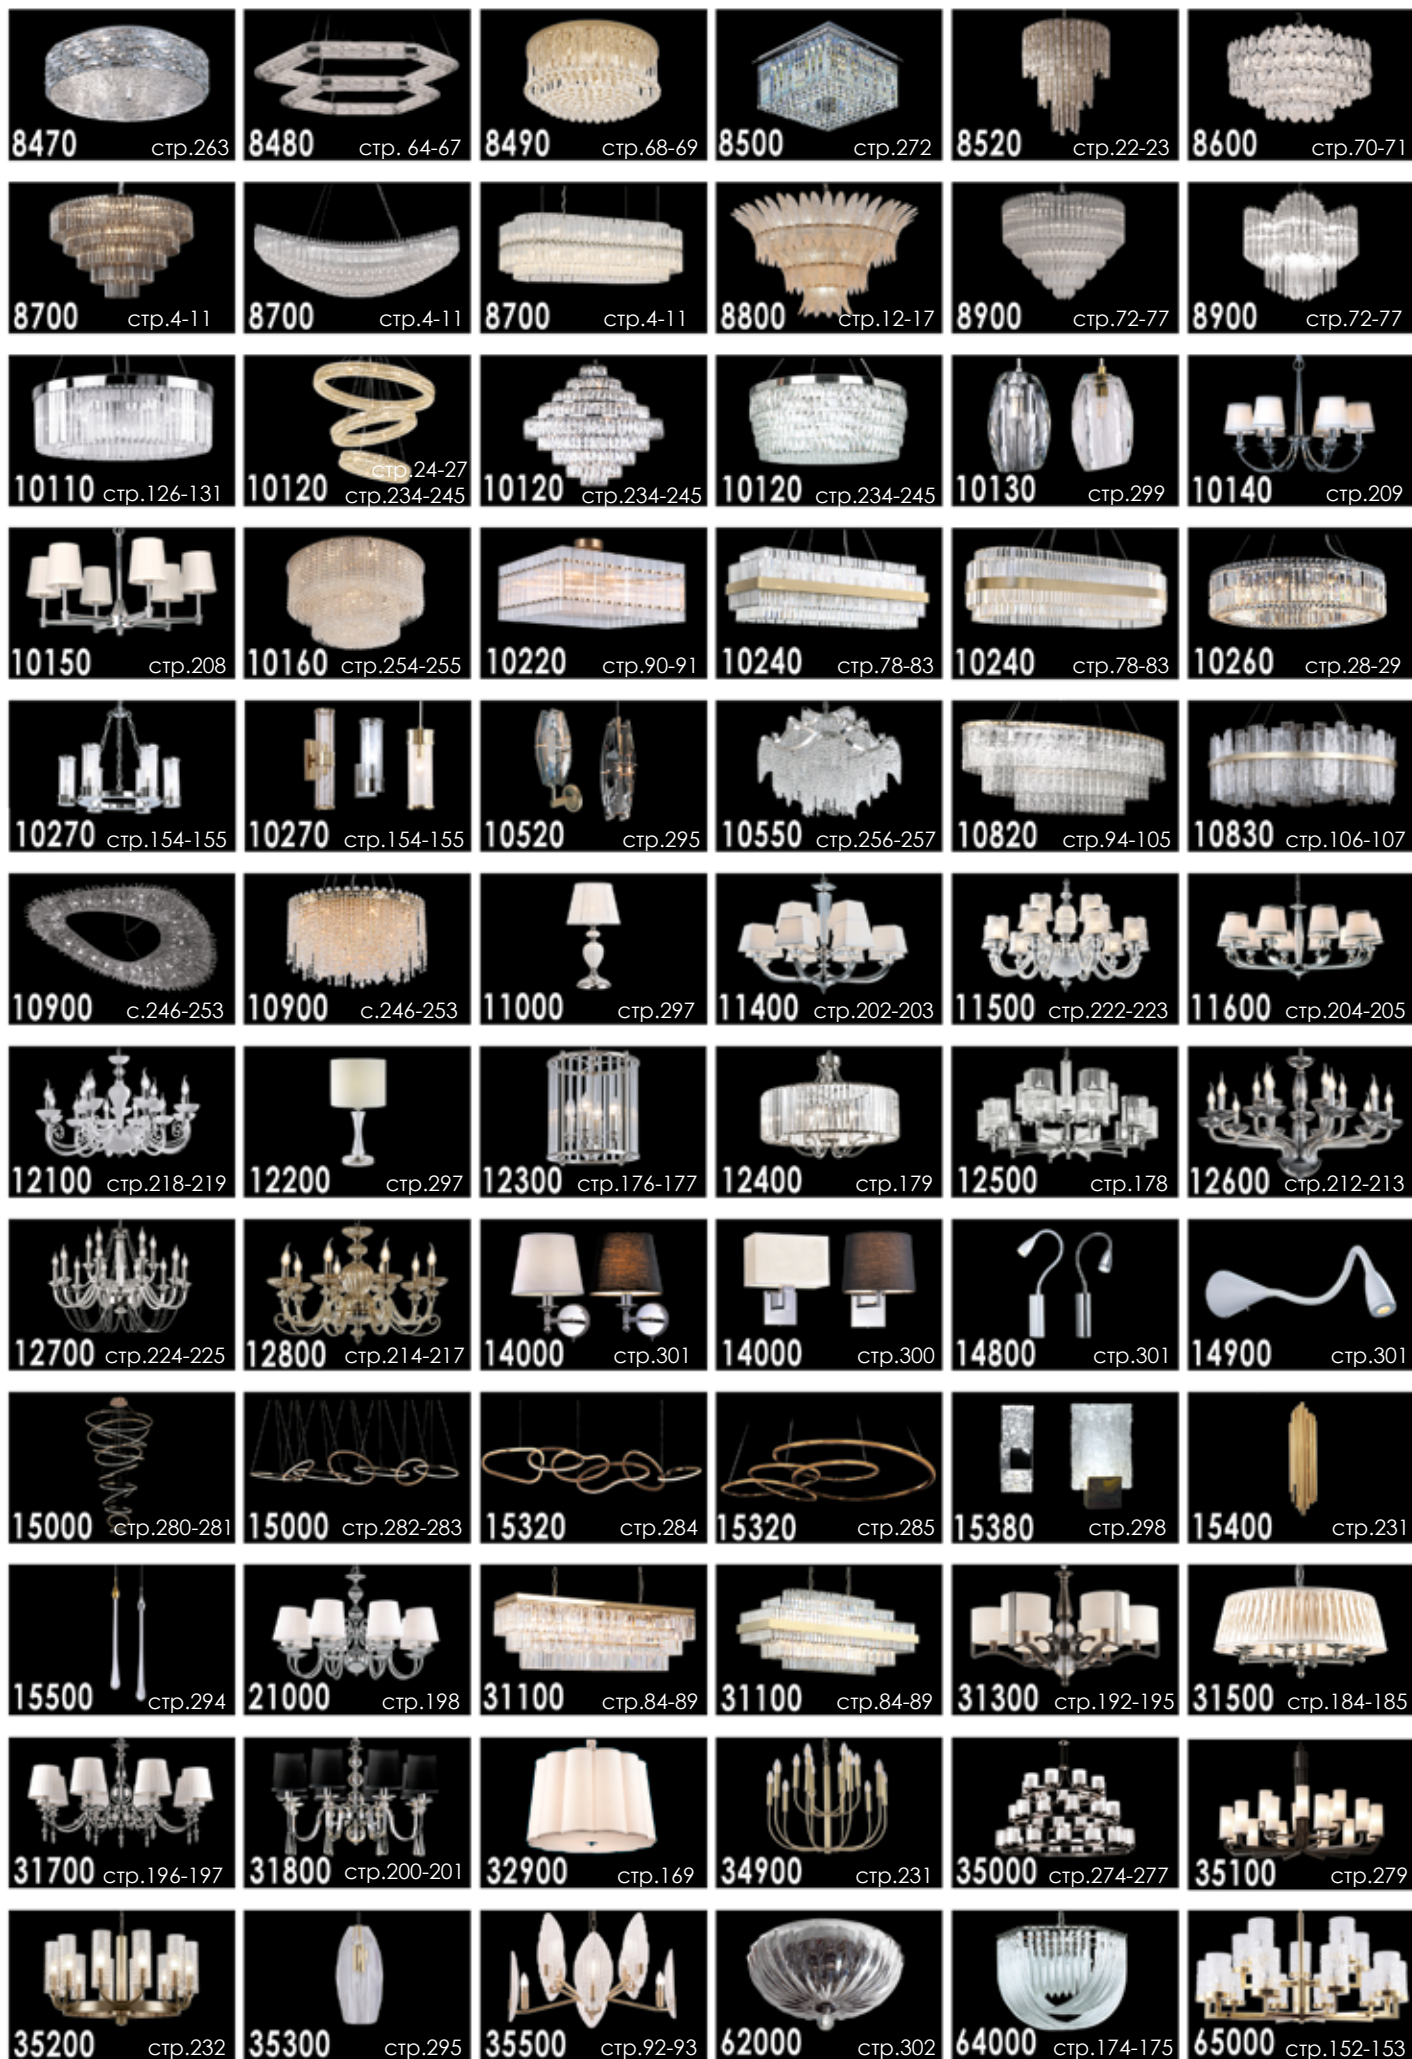 8470 стр.263
8480 стр. 64-67
8490 стр.68-69
8500 стр.272
8520 стр.22-23
8600 стр.70-71
8700 стр.4-11
8700 стр.4-11
8700 стр.4-11
8800 стр.12-17
8900 стр.72-77
8900 стр.72-77
10110 стр.126-131
стр.24-27
10120 стр.234-245
10120 стр.234-245
10120 стр.234-245
10130 стр.299
10140 стр.209
10150 стр.208
10160 стр.254-255
10220 стр.90-91
10240 стр.78-83
10240 стр.78-83
10260 стр.28-29
10270 стр.154-155
10270 стр.154-155
10520 стр.295
10550 стр.256-257
10820 стр.94-105
10830 стр.106-107
10900 с.246-253
10900 с.246-253
11000 стр.297
11400 стр.202-203
11500 стр.222-223
11600 стр.204-205
12100 стр.218-219
12200 стр.297
12300 стр.176-177
12400 стр.179
12500 стр.178
12600 стр.212-213
12700 стр.224-225
12800 стр.214-217
14000 стр.301
14000 стр.300
14800 стр.301
14900 стр.301
15000 стр.280-281
15000 стр.282-283
15320 стр.284
15320 стр.285
15380 стр.298
15400 стр.231
15500 стр.294
21000 стр.198
31100 стр.84-89
31100 стр.84-89
31300 стр.192-195
31500 стр.184-185
31700 стр.196-197
31800 стр.200-201
32900 стр.169
34900 стр.231
35000 стр.274-277
35100 стр.279
35200 стр.232
35300 стр.295
35500 стр.92-93
62000 стр.302
64000 стр.174-175
65000 стр.152-153